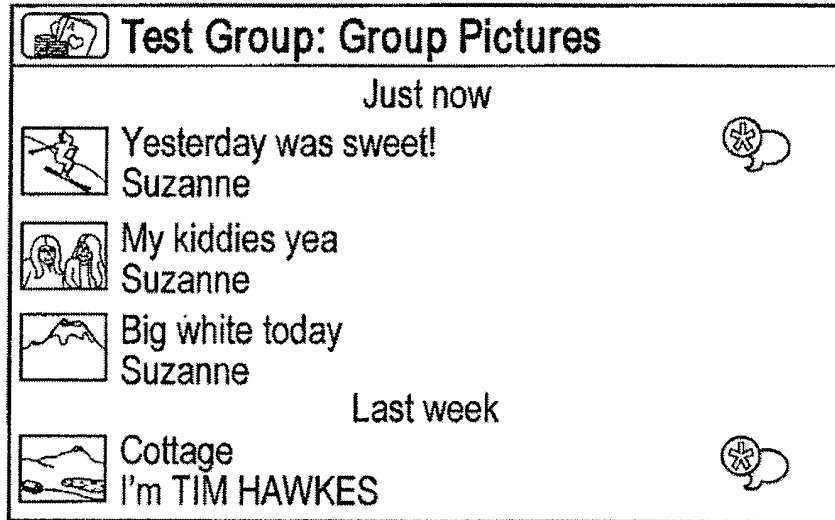 Test Group: Group Pictures
Just now
Yesterday was sweet!
Suzanne
My kiddies yea
Suzanne
Big white today
Suzanne
Last week
Cottage
I'm TIM HAWKES